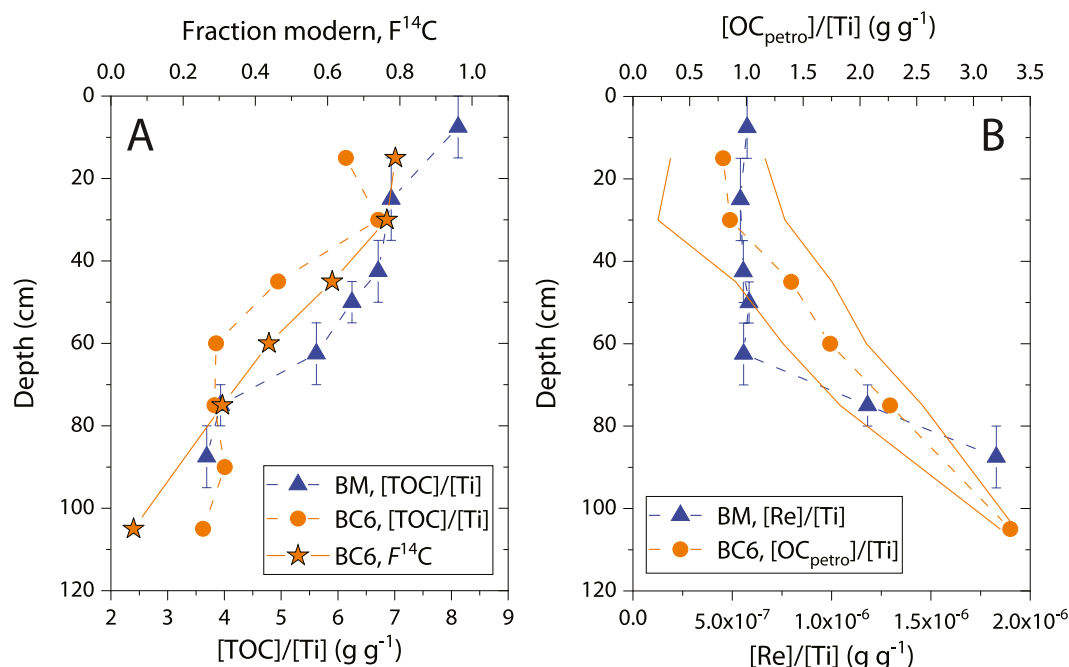 Fraction modern, F¹⁴C
0.0 0.2 0.4 0.6 0.8 1.0
A
0
20
40
60
80
100
120
Depth (cm)
BM, [TOC]/[Ti]
BC6, [TOC]/[Ti]
BC6, F¹⁴C
2 3 4 5 6 7 8 9
[TOC]/[Ti] (g g⁻¹)
[OC_petro]/[Ti] (g g⁻¹)
0.0 0.5 1.0 1.5 2.0 2.5 3.0 3.5
B
0
20
40
60
80
100
120
Depth (cm)
BM, [Re]/[Ti]
BC6, [OC_petro]/[Ti]
0.0 5.0x10⁻⁷ 1.0x10⁻⁶ 1.5x10⁻⁶ 2.0x10⁻⁶
[Re]/[Ti] (g g⁻¹)